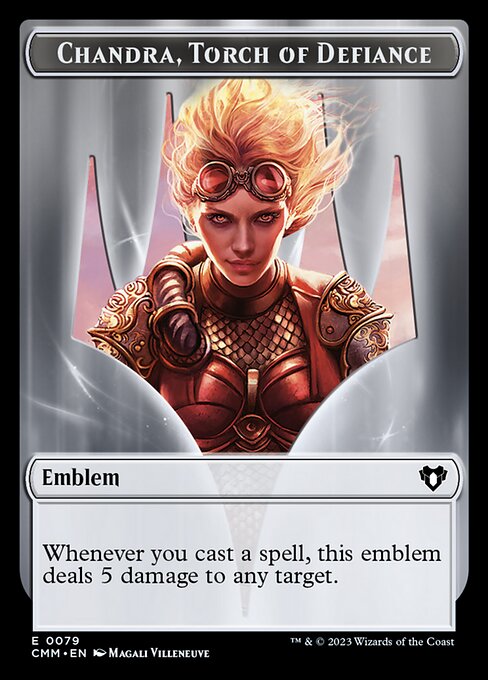 Chandra, Torch of Defiance
Emblem
Whenever you cast a spell, this emblem
deals 5 damage to any target.
E 0079
CMM • EN Magali Villeneuve
™ & © 2023 Wizards of the Coast